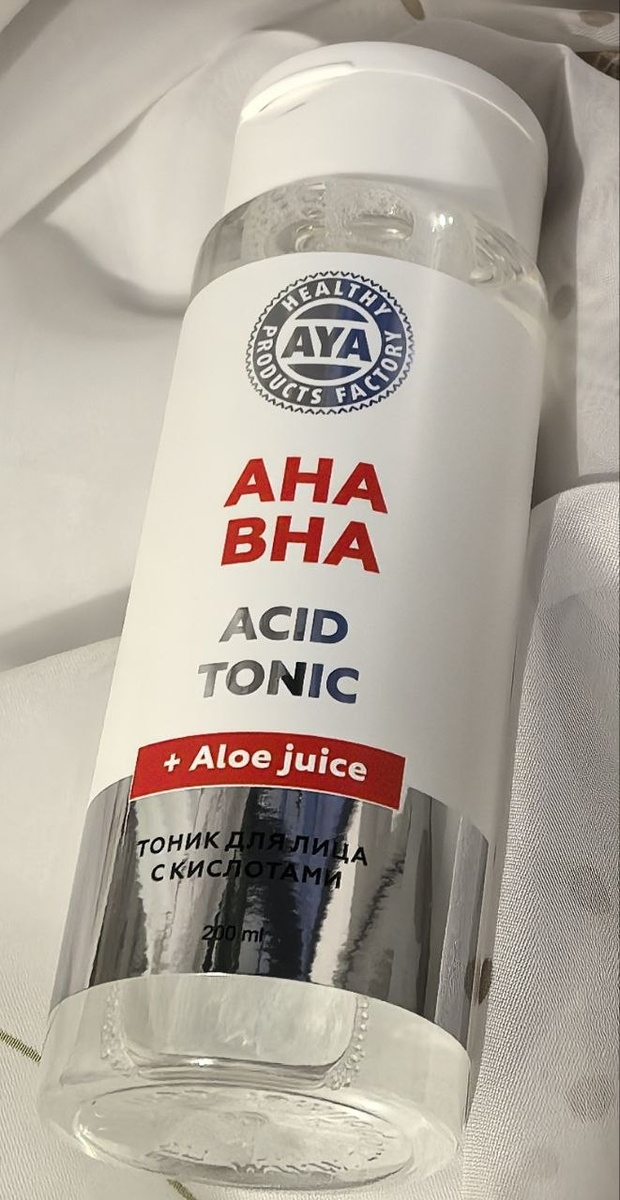 HEALTHY
AYA
PRODUCTS FACTORY
AHA
BHA
ACID
TONIC
+ Aloe juice
ТОНИК ДЛЯ ЛИЦА
С КИСЛОТАМИ
200 ml